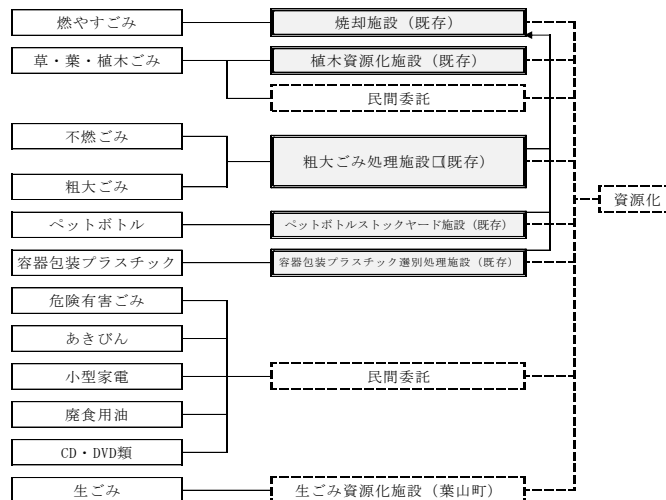 燃やすごみ
焼却施設（既存）
草・葉・植木ごみ
植木資源化施設（既存）
民間委託
不燃ごみ
粗大ごみ処理施設（既存）
粗大ごみ
資源化
ペットボトル
ペットボトルストックヤード施設（既存）
容器包装プラスチック
容器包装プラスチック選別処理施設（既存）
危険有害ごみ
あきびん
小型家電
民間委託
廃食用油
CD・DVD類
生ごみ
生ごみ資源化施設（葉山町）